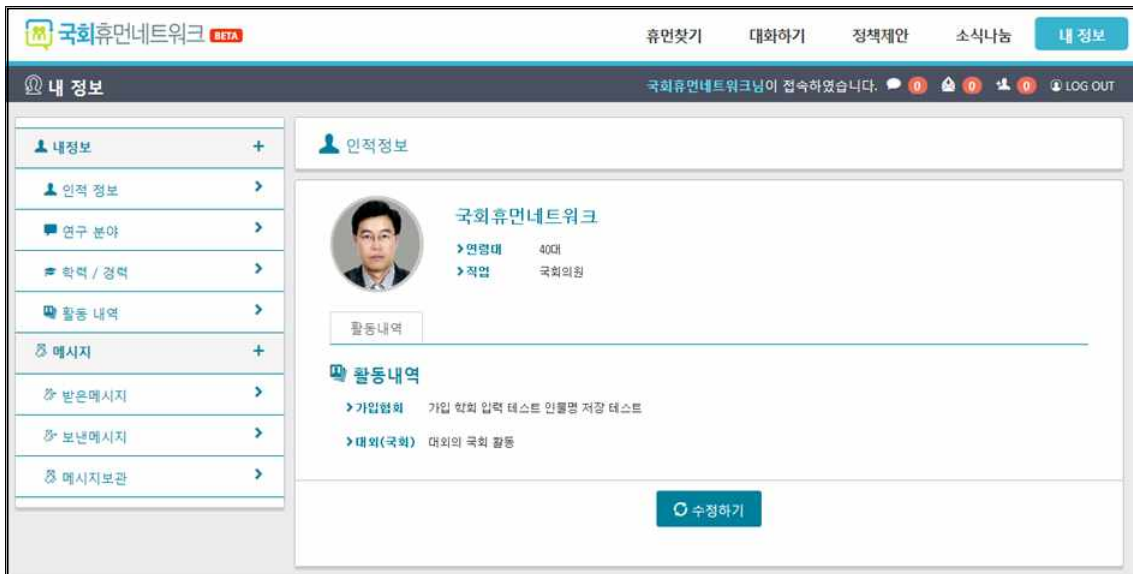 국회휴먼네트워크 BETA
휴먼찾기 대화하기 정책제안 소식나눔 내 정보
내 정보
국회휴먼네트워크님이 접속하였습니다. 0 0 0 LOG OUT
내정보 +
인적 정보
연구 분야
학력 / 경력
활동 내역
메시지 +
받은메시지
보낸메시지
메시지보관
인적정보
국회휴먼네트워크
연령대 40대
직업 국회의원
활동내역
활동내역
가입협회 가입 학회 입력 테스트 인물명 저장 테스트
대외(국회) 대외의 국회 활동
수정하기